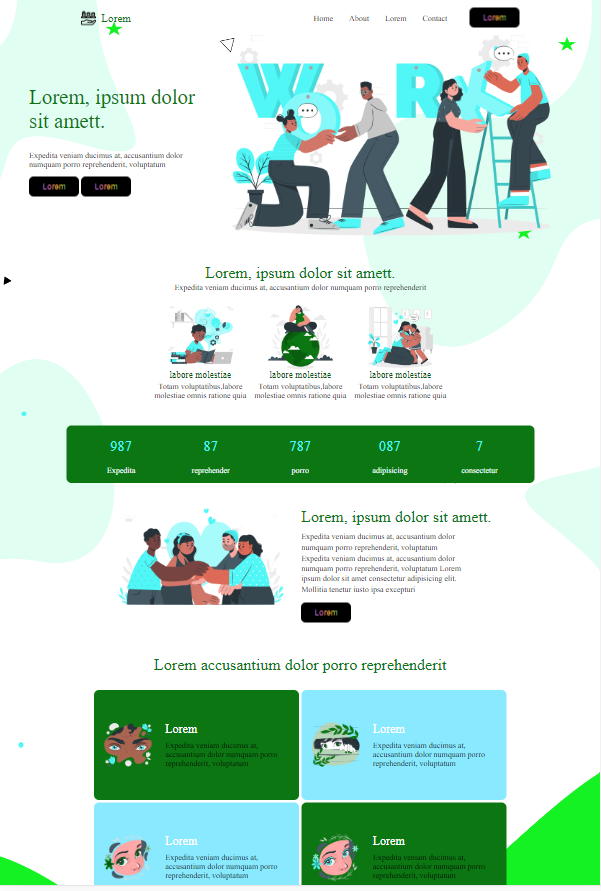 Lorem
Home About Lorem Contact Lorem
WORK
Lorem, ipsum dolor
sit amett.
Expedita veniam ducimus at, accusantium dolor
numquam porro reprehenderit, voluptatum
Lorem Lorem
Lorem, ipsum dolor sit amett.
Expedita veniam ducimus at, accusantium dolor numquam porro reprehenderit
labore molestiae labore molestiae labore molestiae
Totam voluptatibus,labore Totam voluptatibus,labore Totam voluptatibus,labore
molestiae omnis ratione quia molestiae omnis ratione quia molestiae omnis ratione quia
987 87 787 087 7
Expedita reprehender porro adipisicing consectetur
Lorem, ipsum dolor sit amett.
Expedita veniam ducimus at, accusantium dolor
numquam porro reprehenderit, voluptatum
Expedita veniam ducimus at, accusantium dolor
numquam porro reprehenderit, voluptatum Lorem
ipsum dolor sit amet consectetur adipisicing elit.
Mollitia tenetur iusto ipsa excepturi
Lorem
Lorem accusantium dolor porro reprehenderit
Lorem
Expedita veniam ducimus at,
accusantium dolor numquam porro
reprehenderit, voluptatum
Lorem
Expedita veniam ducimus at,
accusantium dolor numquam porro
reprehenderit, voluptatum
Lorem
Expedita veniam ducimus at,
accusantium dolor numquam porro
reprehenderit, voluptatum
Lorem
Expedita veniam ducimus at,
accusantium dolor numquam porro
reprehenderit, voluptatum